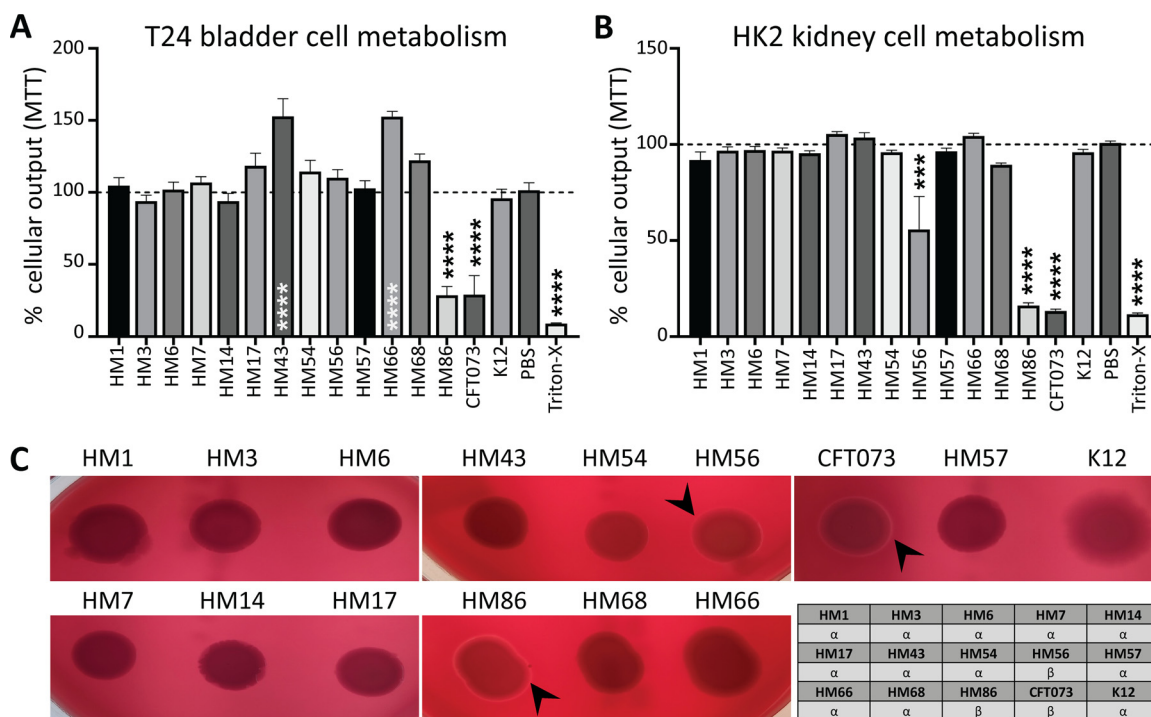 A
T24 bladder cell metabolism
% cellular output (MTT)
200
150
100
50
0
**** **** **** **** ****
HM1 HM3 HM6 HM7 HM14 HM17 HM43 HM54 HM56 HM57 HM66 HM68 HM86 CFT073 K12 PBS Triton-X
B
HK2 kidney cell metabolism
% cellular output (MTT)
150
100
50
0
*** **** **** ****
HM1 HM3 HM6 HM7 HM14 HM17 HM43 HM54 HM56 HM57 HM66 HM68 HM86 CFT073 K12 PBS Triton-X
C
HM1 HM3 HM6 HM43 HM54 HM56 CFT073 HM57 K12
HM7 HM14 HM17 HM86 HM68 HM66
HM1 HM3 HM6 HM7 HM14
α α α α α
HM17 HM43 HM54 HM56 HM57
α α α β α
HM66 HM68 HM86 CFT073 K12
α α β β α